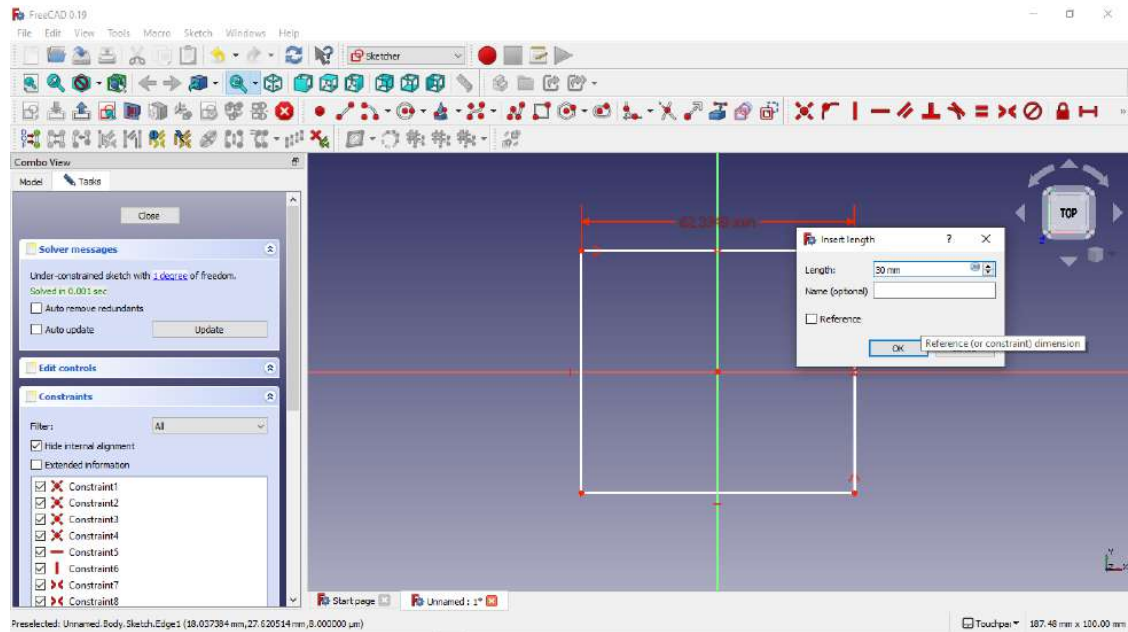 FreeCAD 0.19
File Edit View Tools Macro Sketch Windows Help
Sketcher
Combo View
Model Tasks
Close
Solver messages
Under-constrained sketch with 1 degree of freedom.
Solved in 0.001 sec
Auto remove redundants
Auto update Update
Edit controls
Constraints
Filter: All
Hide internal alignment
Extended information
Constraint1
Constraint2
Constraint3
Constraint4
Constraint5
Constraint6
Constraint7
Constraint8
Insert length ? ×
Length: 30 mm
Name (optional)
Reference
OK
Reference (or constraint) dimension
TOP
Y
Z X
Start page Unnamed : 1*
Preselected: Unnamed.Body.Sketch.Edge1 (18.037384 mm,27.620514 mm,8.000000 µm)
187.48 mm x 100.00 mm